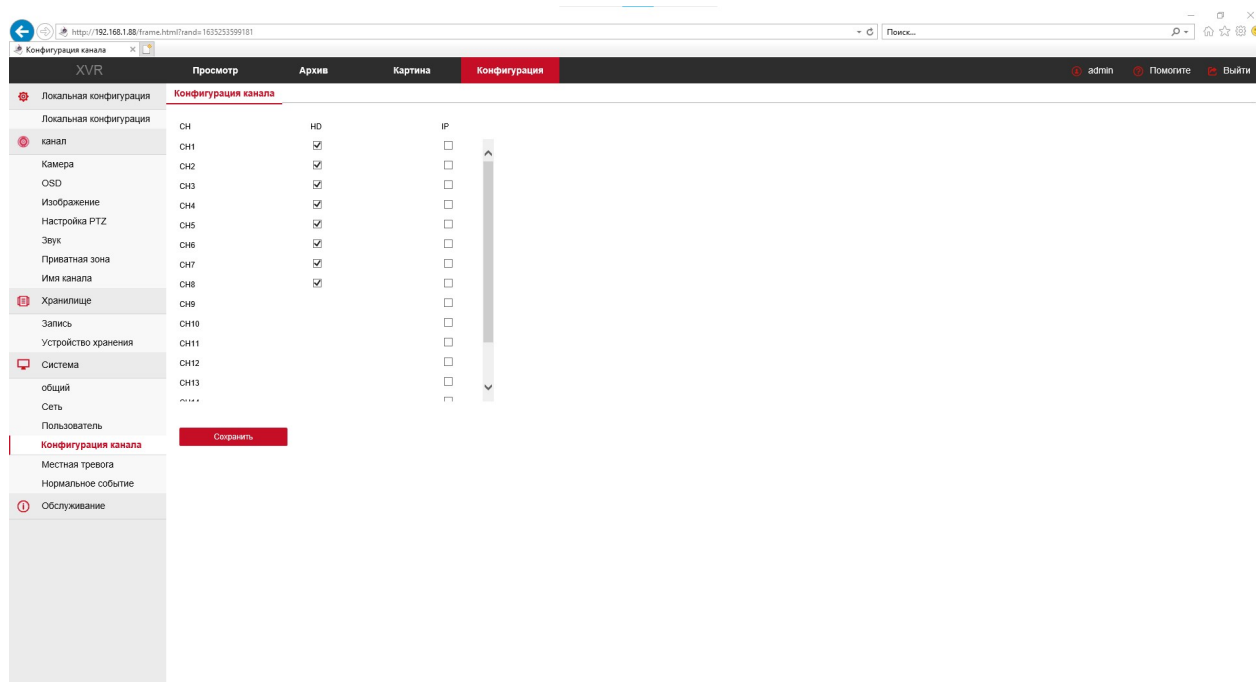 http://192.168.1.88/frame.html?rand=1635253599181
Поиск...
Конфигурация канала
XVR Просмотр Архив Картина Конфигурация admin Помогите Выйти
Локальная конфигурация
Локальная конфигурация
канал
Камера
OSD
Изображение
Настройка PTZ
Звук
Приватная зона
Имя канала
Хранилище
Запись
Устройство хранения
Система
общий
Сеть
Пользователь
Конфигурация канала
Местная тревога
Нормальное событие
Обслуживание
Конфигурация канала
CH HD IP
CH1
CH2
CH3
CH4
CH5
CH6
CH7
CH8
CH9
CH10
CH11
CH12
CH13
Сохранить